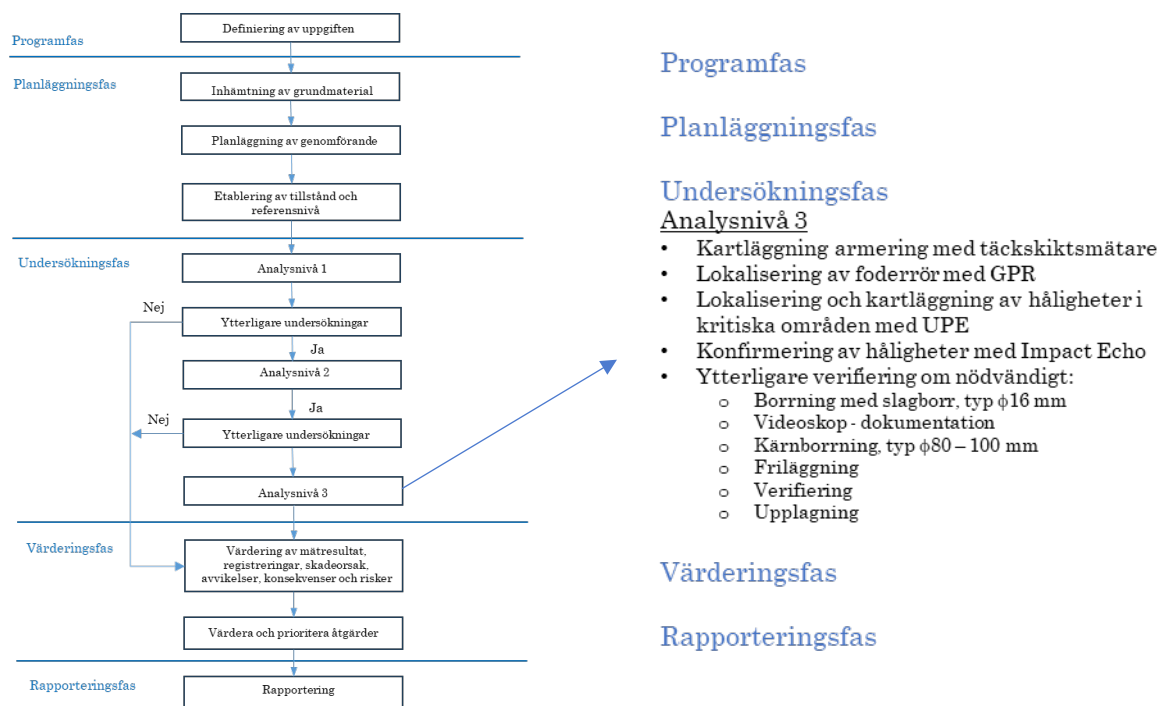 Definiering av uppgiften
Programfas
Planläggningsfas
Inhämtning av grundmaterial
Planläggning av genomförande
Etablering av tillstånd och
referensnivå
Undersökningsfas
Analysnivå 1
Nej
Ytterligare undersökningar
Ja
Analysnivå 2
Ja
Nej
Ytterligare undersökningar
Analysnivå 3
Värderingsfas
Värdering av mätresultat,
registreringar, skadeorsak,
avvikelser, konsekvenser och risker
Värdera och prioritera åtgärder
Rapporteringsfas
Rapportering
Programfas
Planläggningsfas
Undersökningsfas
Analysnivå 3
• Kartläggning armering med täckskiktsmätare
• Lokalisering av foderrör med GPR
• Lokalisering och kartläggning av håligheter i
kritiska områden med UPE
• Konfirmering av håligheter med Impact Echo
• Ytterligare verifiering om nödvändigt:
o Borrning med slagborr, typ ϕ16 mm
o Videoskop - dokumentation
o Kärnborrning, typ ϕ80 – 100 mm
o Friläggning
o Verifiering
o Upplagning
Värderingsfas
Rapporteringsfas